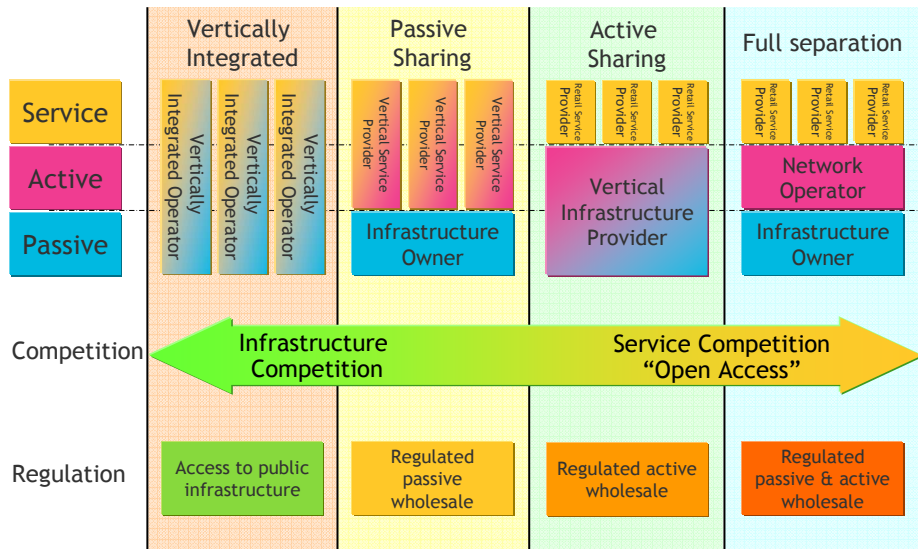 Vertically
Integrated
Passive
Sharing
Active
Sharing
Full separation
Service
Active
Passive
Vertically
Integrated Operator
Vertically
Integrated Operator
Vertically
Integrated Operator
Vertical Service
Provider
Vertical Service
Provider
Vertical Service
Provider
Infrastructure
Owner
Retail Service
Provider
Retail Service
Provider
Retail Service
Provider
Vertical
Infrastructure
Provider
Retail Service
Provider
Retail Service
Provider
Retail Service
Provider
Network
Operator
Infrastructure
Owner
Competition
Infrastructure
Competition
Service Competition
“Open Access”
Regulation
Access to public
infrastructure
Regulated
passive
wholesale
Regulated active
wholesale
Regulated
passive & active
wholesale